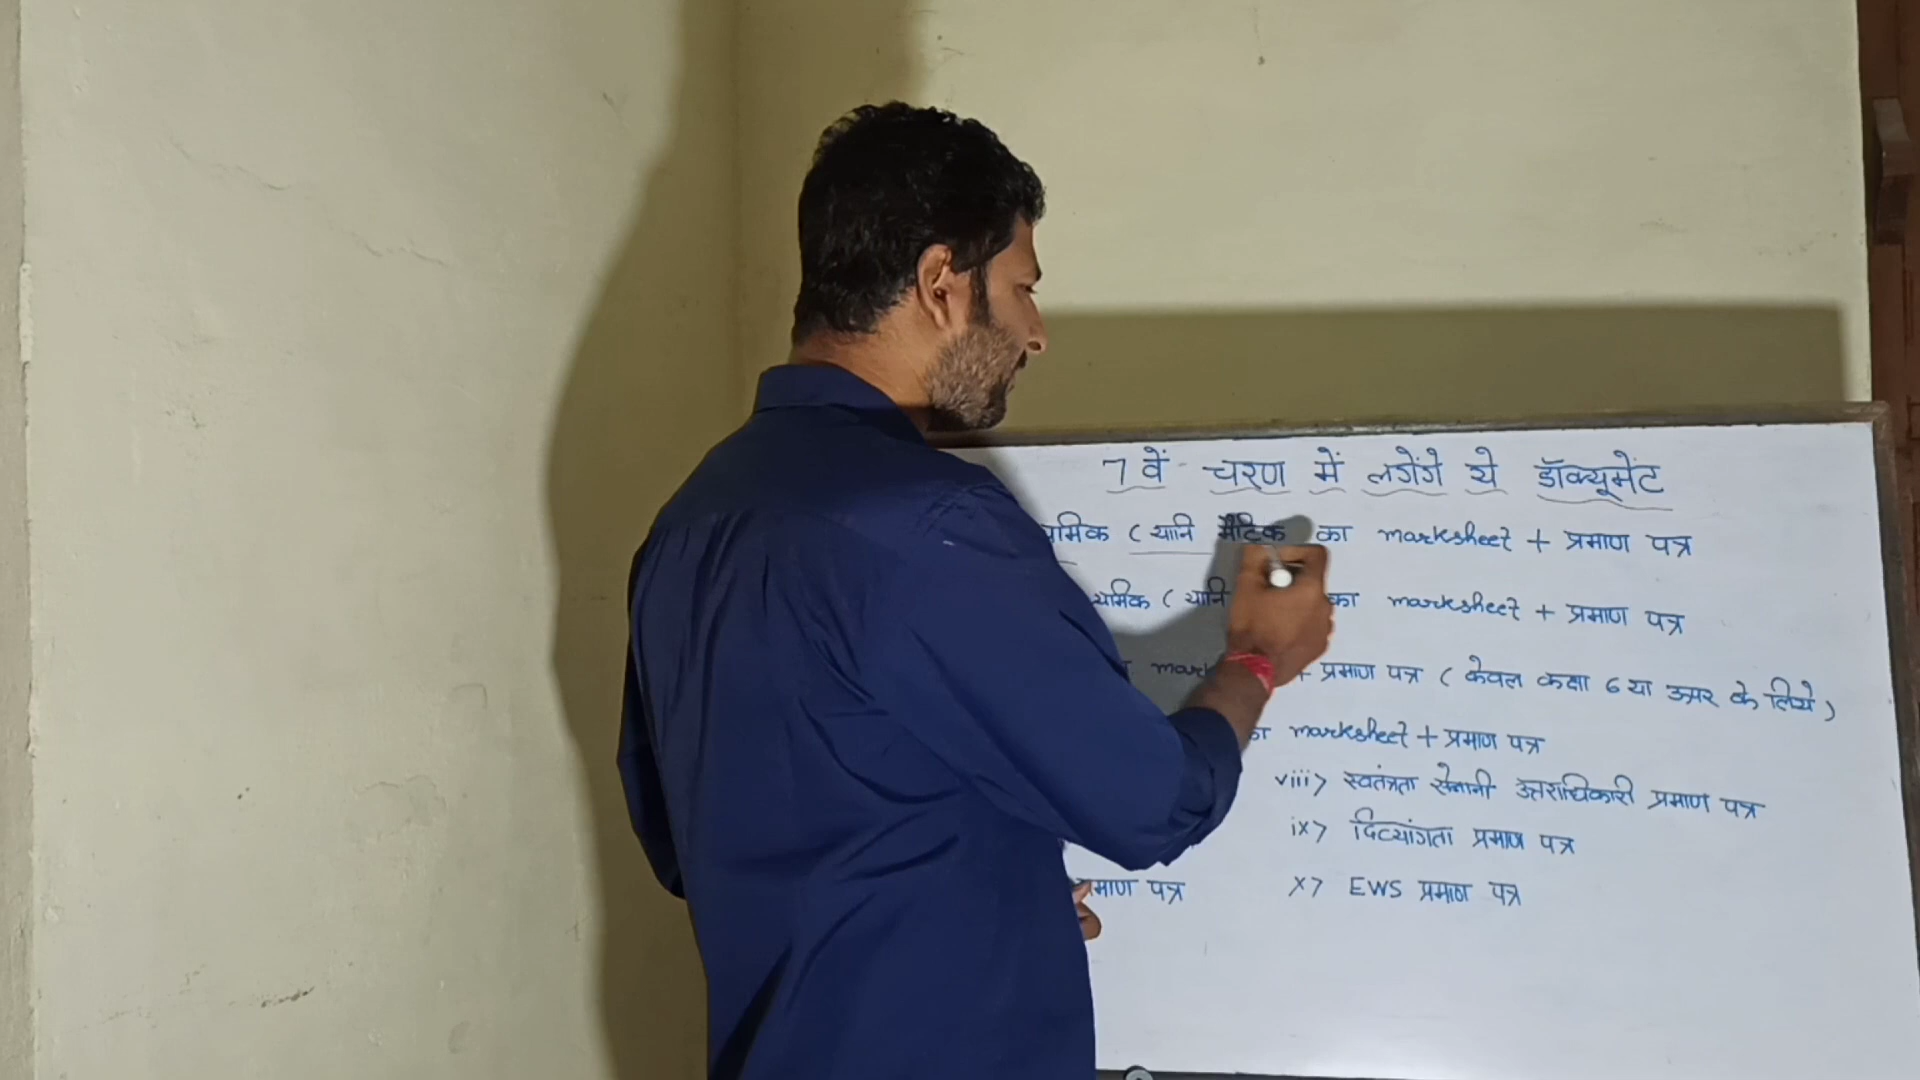 7 वें चरण में लगेंगे ये डॉक्यूमेंट
(यानि मैट्रिक का marksheet + प्रमाण पत्र
(यानि का marksheet + प्रमाण पत्र
+ प्रमाण पत्र (केवल कक्षा 6 या ऊपर के लिये)
marksheet + प्रमाण पत्र
viii> स्वतंत्रता सेनानी उत्तराधिकारी प्रमाण पत्र
ix> दिव्यांगता प्रमाण पत्र
पत्र
x> EWS प्रमाण पत्र